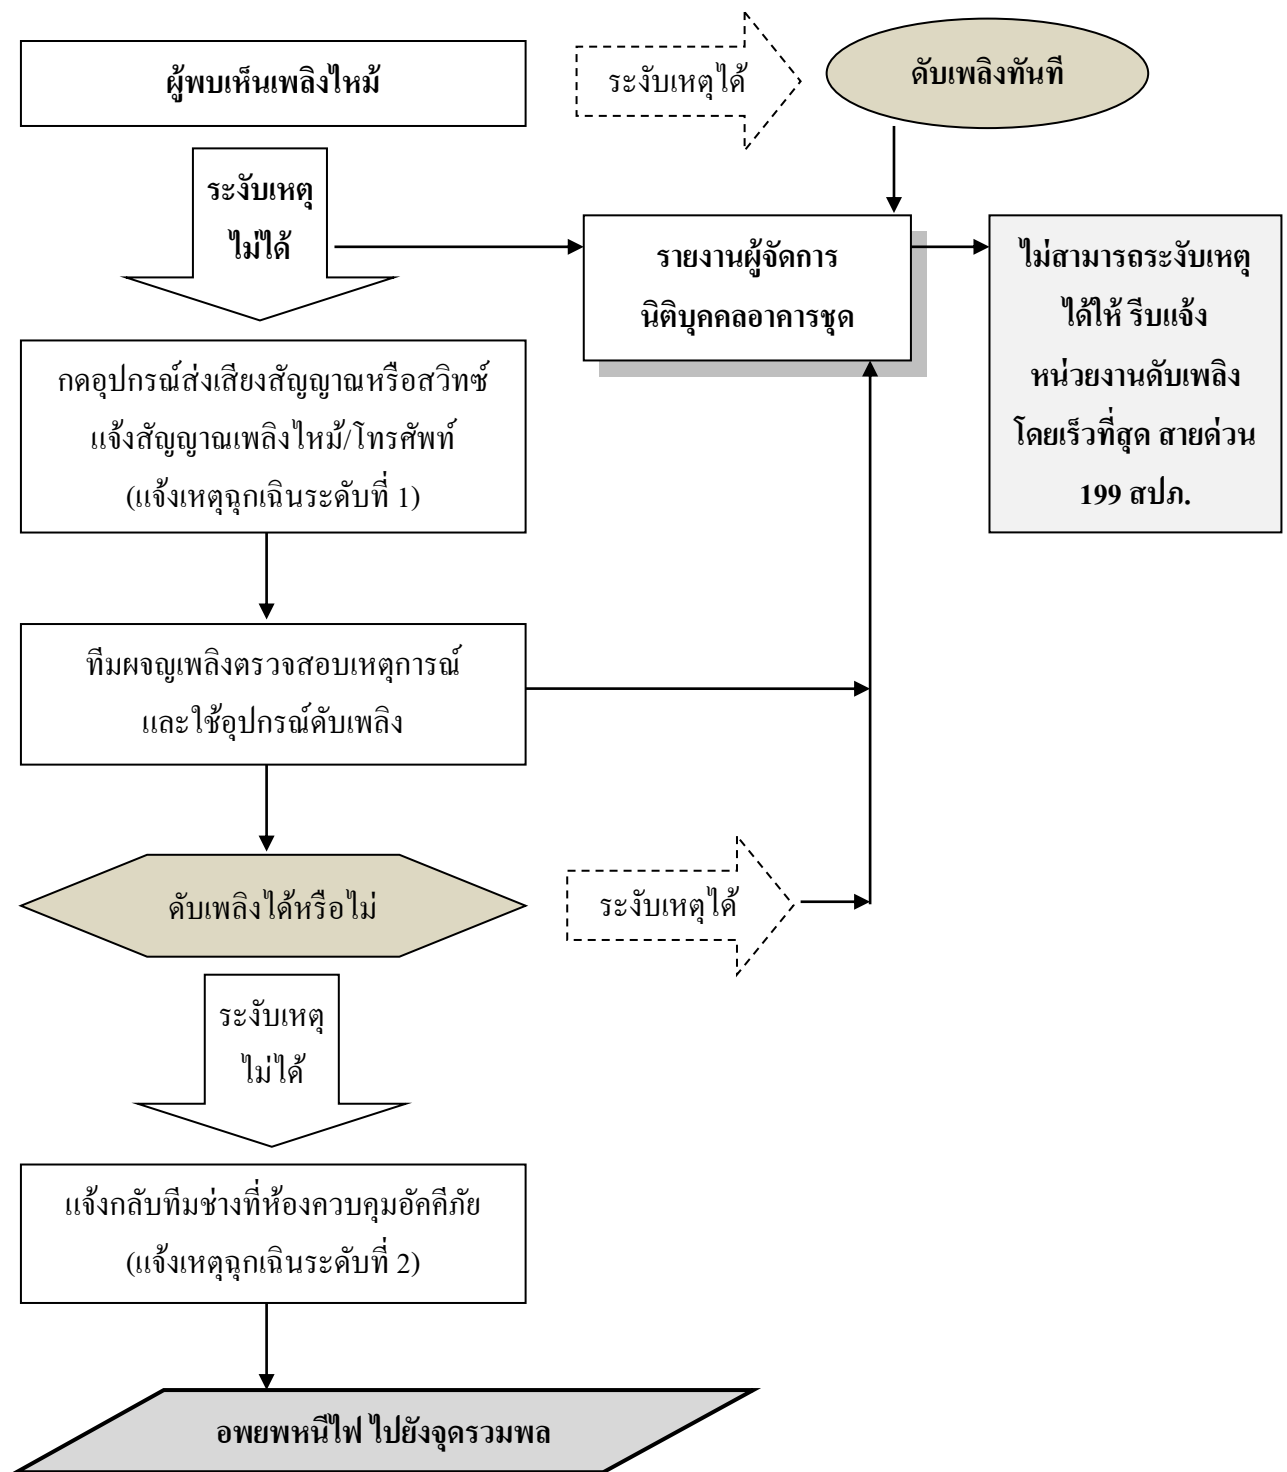 ผู้พบเห็นเพลิงไหม้
ระงับเหตุได้
ดับเพลิงทันที
ระงับเหตุ
ไม่ได้
รายงานผู้จัดการ
นิติบุคคลอาคารชุด
ไม่สามารถระงับเหตุ
ได้ให้ รีบแจ้ง
หน่วยงานดับเพลิง
โดยเร็วที่สุด สายด่วน
199 สปภ.
กดอุปกรณ์ส่งเสียงสัญญาณหรือสวิทซ์
แจ้งสัญญาณเพลิงไหม้/โทรศัพท์
(แจ้งเหตุฉุกเฉินระดับที่ 1)
ทีมผจญเพลิงตรวจสอบเหตุการณ์
และใช้อุปกรณ์ดับเพลิง
ดับเพลิงได้หรือไม่
ระงับเหตุได้
ระงับเหตุ
ไม่ได้
แจ้งกลับทีมช่างที่ห้องควบคุมอัคคีภัย
(แจ้งเหตุฉุกเฉินระดับที่ 2)
อพยพหนีไฟ ไปยังจุดรวมพล